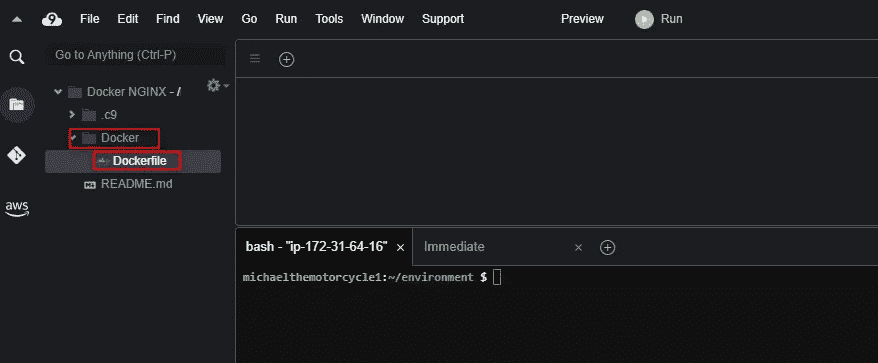 9 File Edit Find View Go Run Tools Window Support Preview Run
Go to Anything (Ctrl-P)
Docker NGINX - /
.c9
Docker
Dockerfile
README.md
aws
bash - "ip-172-31-64-16" × Immediate ×
michaelthemotorcycle1:~/environment $